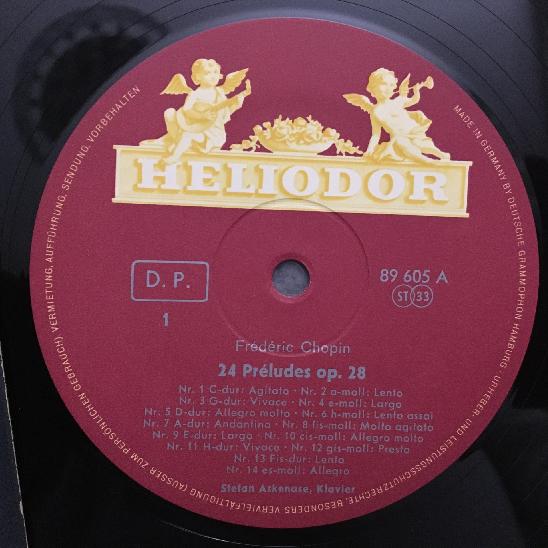 HELIODOR
D. P.
1
89 605 A
ST 33
Frédéric Chopin
24 Préludes op. 28
Nr. 1 C-dur: Agitato · Nr. 2 a-moll: Lento
Nr. 3 G-dur: Vivace · Nr. 4 e-moll: Largo
Nr. 5 D-dur: Allegro molto · Nr. 6 h-moll: Lento assai
Nr. 7 A-dur: Andantino · Nr. 8 fis-moll: Molto agitato
Nr. 9 E-dur: Largo · Nr. 10 cis-moll: Allegro molto
Nr. 11 H-dur: Vivace · Nr. 12 gis-moll: Presto
Nr. 13 Fis-dur: Lento
Nr. 14 es-moll: Allegro
Stefan Askenase, Klavier
MADE IN GERMANY BY DEUTSCHE GRAMMOPHON HAMBURG · URHEBER- UND LEISTUNGSSCHUTZRECHTE, BESONDERS VERVIELFÄLTIGUNG (AUSSER ZUM PERSÖNLICHEN GEBRAUCH), VERMIETUNG, AUFFÜHRUNG, SENDUNG, VORBEHALTEN